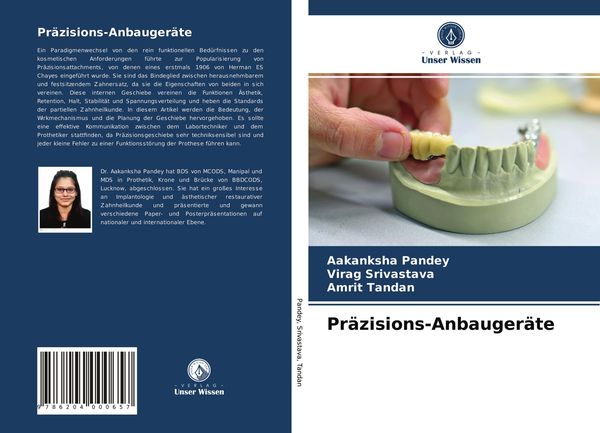 Präzisions-Anbaugeräte
Ein Paradigmenwechsel von den rein funktionellen Bedürfnissen zu den
kosmetischen Anforderungen führte zur Popularisierung von
Präzisionsattachments, von denen eines erstmals 1906 von Herman ES
Chayes eingeführt wurde. Sie sind das Bindeglied zwischen herausnehmbarem
und festsitzendem Zahnersatz, da sie die Eigenschaften von beiden in sich
vereinen. Diese internen Geschiebe vereinen die Funktionen Ästhetik,
Retention, Halt, Stabilität und Spannungsverteilung und heben die Standards
der partiellen Zahnheilkunde. In diesem Artikel werden die Bedeutung, der
Wirkmechanismus und die Planung der Geschiebe hervorgehoben. Es sollte
eine effektive Kommunikation zwischen dem Labortechniker und dem
Prothetiker stattfinden, da Präzisionsgeschiebe sehr techniksensibel sind und
jeder kleine Fehler zu einer Funktionsstörung der Prothese führen kann.
Dr. Aakanksha Pandey hat BDS von MCODS, Manipal und
MDS in Prothetik, Krone und Brücke von BBDCODS,
Lucknow, abgeschlossen. Sie hat ein großes Interesse
an Implantologie und ästhetischer restaurativer
Zahnheilkunde und präsentierte und gewann
verschiedene Paper- und Posterpräsentationen auf
nationaler und internationaler Ebene.
9 786204 000657
- VERLAG -
Unser Wissen
Pandey, Srivastava, Tandan
- VERLAG -
Unser Wissen
Aakanksha Pandey
Virag Srivastava
Amrit Tandan
Präzisions-Anbaugeräte